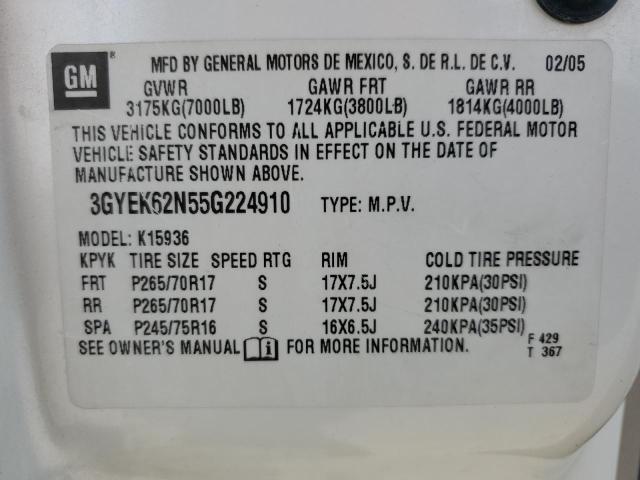 GM ®
MFD BY GENERAL MOTORS DE MEXICO, S. DE R.L. DE C.V. 02/05
GVWR GAWR FRT GAWR RR
3175KG(7000LB) 1724KG(3800LB) 1814KG(4000LB)
THIS VEHICLE CONFORMS TO ALL APPLICABLE U.S. FEDERAL MOTOR
VEHICLE SAFETY STANDARDS IN EFFECT ON THE DATE OF
MANUFACTURE SHOWN ABOVE.
3GYEK62N55G224910 TYPE: M.P.V.
MODEL: K15936
KPYK TIRE SIZE SPEED RTG RIM COLD TIRE PRESSURE
FRT P265/70R17 S 17X7.5J 210KPA(30PSI)
RR P265/70R17 S 17X7.5J 210KPA(30PSI)
SPA P245/75R16 S 16X6.5J 240KPA(35PSI)
SEE OWNER'S MANUAL i FOR MORE INFORMATION. F 429
T 367